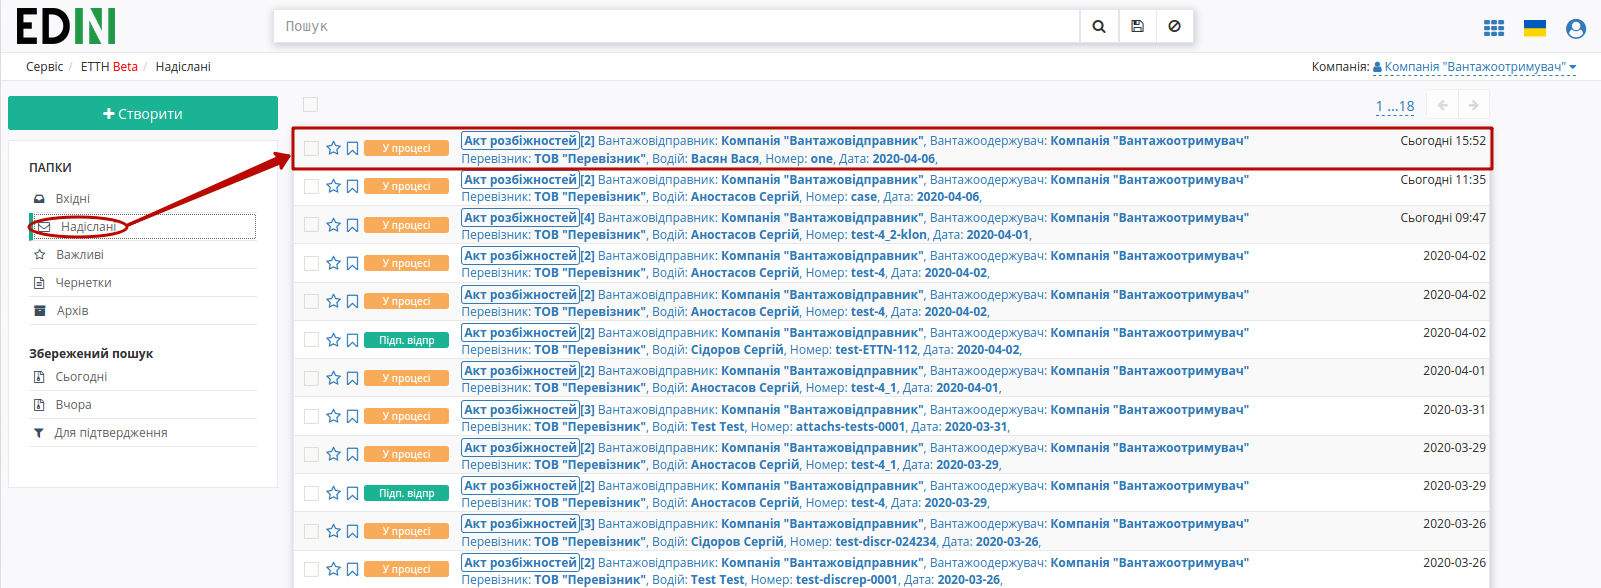 EDIN
Пошук
Сервіс / ЕТТН Beta / Надіслані
Компанія: Компанія "Вантажоотримувач"
Створити
1 ...18
ПАПКИ
Вхідні
Надіслані
Важливі
Чернетки
Архів
Збережений пошук
Сьогодні
Вчора
Для підтвердження
У процесі Акт розбіжностей [2] Вантажовідправник: Компанія "Вантажовідправник", Вантажоодержувач: Компанія "Вантажоотримувач" Сьогодні 15:52
Перевізник: ТОВ "Перевізник", Водій: Васян Вася, Номер: one, Дата: 2020-04-06,
У процесі Акт розбіжностей [2] Вантажовідправник: Компанія "Вантажовідправник", Вантажоодержувач: Компанія "Вантажоотримувач" Сьогодні 11:35
Перевізник: ТОВ "Перевізник", Водій: Аностасов Сергій, Номер: case, Дата: 2020-04-06,
У процесі Акт розбіжностей [4] Вантажовідправник: Компанія "Вантажовідправник", Вантажоодержувач: Компанія "Вантажоотримувач" Сьогодні 09:47
Перевізник: ТОВ "Перевізник", Водій: Аностасов Сергій, Номер: test-4_2-klon, Дата: 2020-04-01,
У процесі Акт розбіжностей [2] Вантажовідправник: Компанія "Вантажовідправник", Вантажоодержувач: Компанія "Вантажоотримувач" 2020-04-02
Перевізник: ТОВ "Перевізник", Водій: Аностасов Сергій, Номер: test-4, Дата: 2020-04-02,
У процесі Акт розбіжностей [2] Вантажовідправник: Компанія "Вантажовідправник", Вантажоодержувач: Компанія "Вантажоотримувач" 2020-04-02
Перевізник: ТОВ "Перевізник", Водій: Аностасов Сергій, Номер: test-4, Дата: 2020-04-02,
Підп. відпр Акт розбіжностей [2] Вантажовідправник: Компанія "Вантажовідправник", Вантажоодержувач: Компанія "Вантажоотримувач" 2020-04-02
Перевізник: ТОВ "Перевізник", Водій: Сідоров Сергій, Номер: test-ETTN-112, Дата: 2020-04-02,
У процесі Акт розбіжностей [2] Вантажовідправник: Компанія "Вантажовідправник", Вантажоодержувач: Компанія "Вантажоотримувач" 2020-04-01
Перевізник: ТОВ "Перевізник", Водій: Аностасов Сергій, Номер: test-4_1, Дата: 2020-04-01,
У процесі Акт розбіжностей [3] Вантажовідправник: Компанія "Вантажовідправник", Вантажоодержувач: Компанія "Вантажоотримувач" 2020-03-31
Перевізник: ТОВ "Перевізник", Водій: Test Test, Номер: attachs-tests-0001, Дата: 2020-03-31,
У процесі Акт розбіжностей [2] Вантажовідправник: Компанія "Вантажовідправник", Вантажоодержувач: Компанія "Вантажоотримувач" 2020-03-29
Перевізник: ТОВ "Перевізник", Водій: Аностасов Сергій, Номер: test-4_1, Дата: 2020-03-29,
Підп. відпр Акт розбіжностей [2] Вантажовідправник: Компанія "Вантажовідправник", Вантажоодержувач: Компанія "Вантажоотримувач" 2020-03-29
Перевізник: ТОВ "Перевізник", Водій: Аностасов Сергій, Номер: test-4, Дата: 2020-03-29,
У процесі Акт розбіжностей [3] Вантажовідправник: Компанія "Вантажовідправник", Вантажоодержувач: Компанія "Вантажоотримувач" 2020-03-26
Перевізник: ТОВ "Перевізник", Водій: Сідоров Сергій, Номер: test-discr-024234, Дата: 2020-03-26,
У процесі Акт розбіжностей [2] Вантажовідправник: Компанія "Вантажовідправник", Вантажоодержувач: Компанія "Вантажоотримувач" 2020-03-26
Перевізник: ТОВ "Перевізник", Водій: Test Test, Номер: test-discrep-0001, Дата: 2020-03-26,